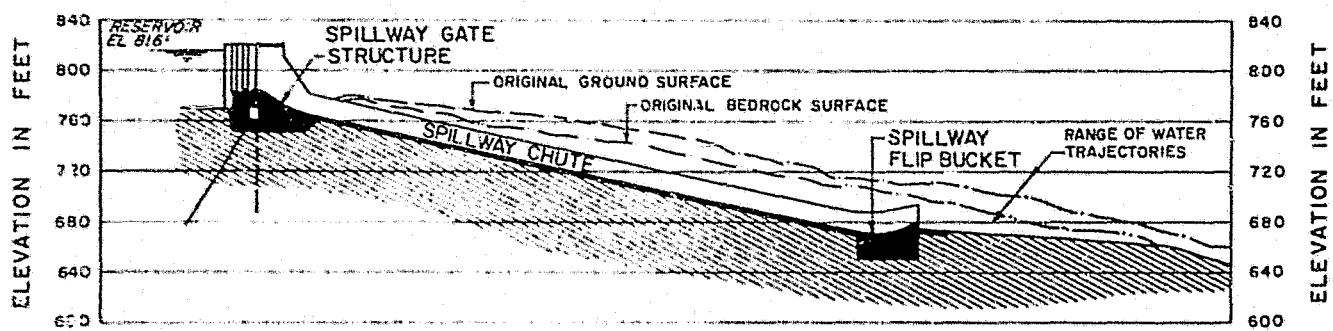 840
RESERVOIR
EL 816'
SPILLWAY GATE
STRUCTURE
840
800
ORIGINAL GROUND SURFACE
800
ORIGINAL BEDROCK SURFACE
760
SPILLWAY CHUTE
SPILLWAY
FLIP BUCKET
RANGE OF WATER
TRAJECTORIES
760
720
720
680
680
640
640
600
600
ELEVATION IN FEET
ELEVATION IN FEET